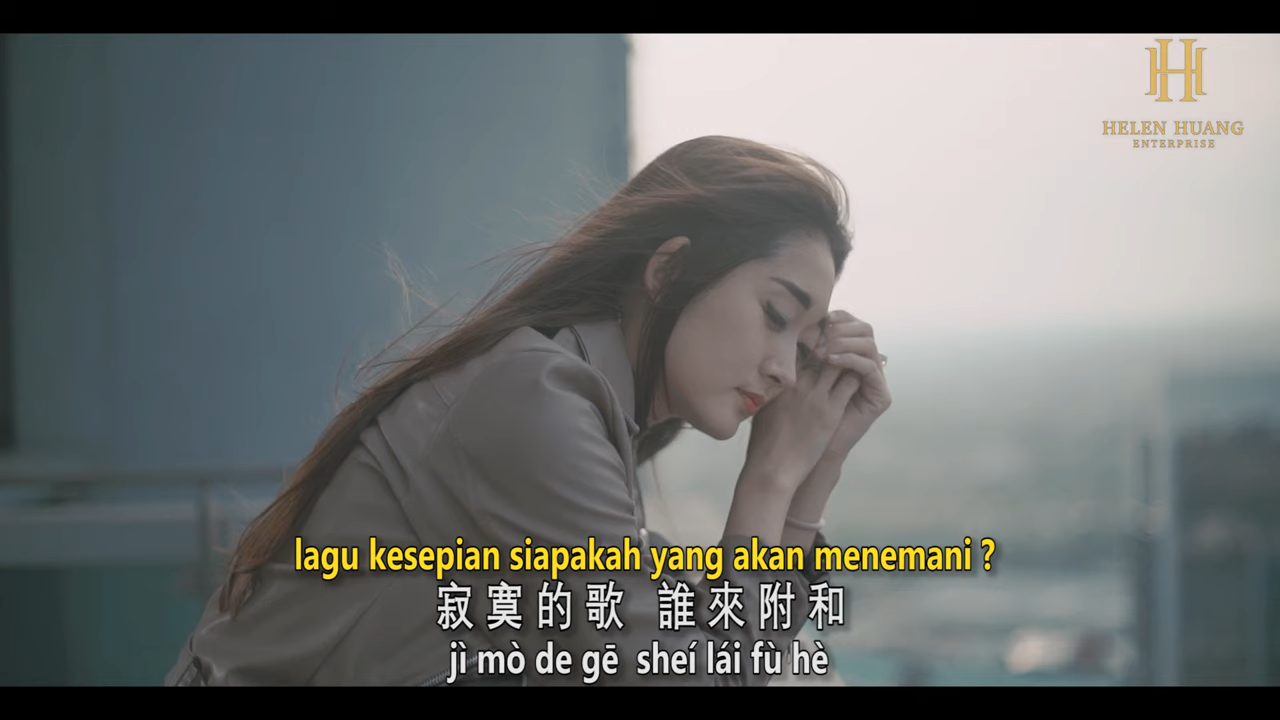 HH
HELEN HUANG
ENTERPRISE
lagu kesepian siapakah yang akan menemani ?
寂寞的歌 誰來附和
jì mò de gē sheí lái fù hè